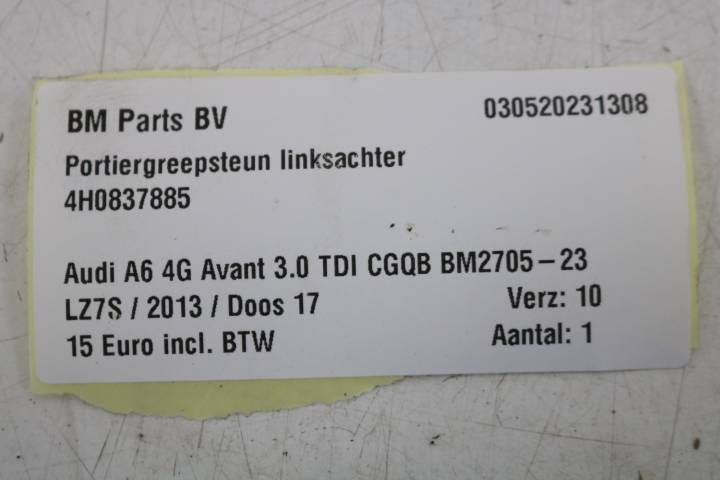 BM Parts BV 030520231308
Portiergreepsteun linksachter
4H0837885
Audi A6 4G Avant 3.0 TDI CGQB BM2705-23
LZ7S / 2013 / Doos 17 Verz: 10
15 Euro incl. BTW Aantal: 1